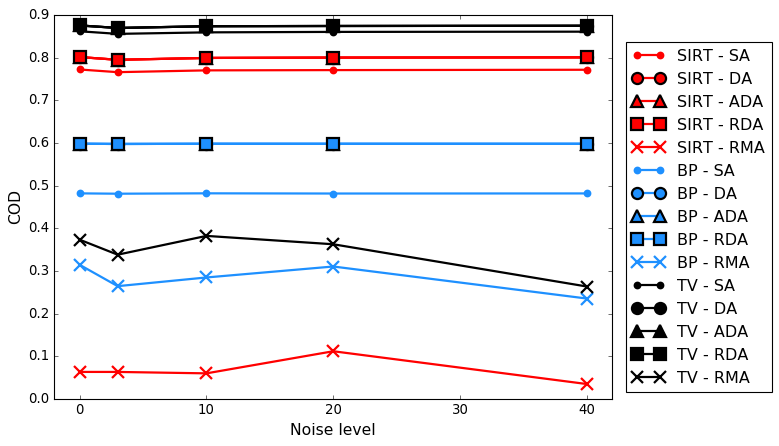 0.9
0.8
0.7
0.6
0.5
0.4
0.3
0.2
0.1
0.0
COD
0 10 20 30 40
Noise level
SIRT - SA
SIRT - DA
SIRT - ADA
SIRT - RDA
SIRT - RMA
BP - SA
BP - DA
BP - ADA
BP - RDA
BP - RMA
TV - SA
TV - DA
TV - ADA
TV - RDA
TV - RMA